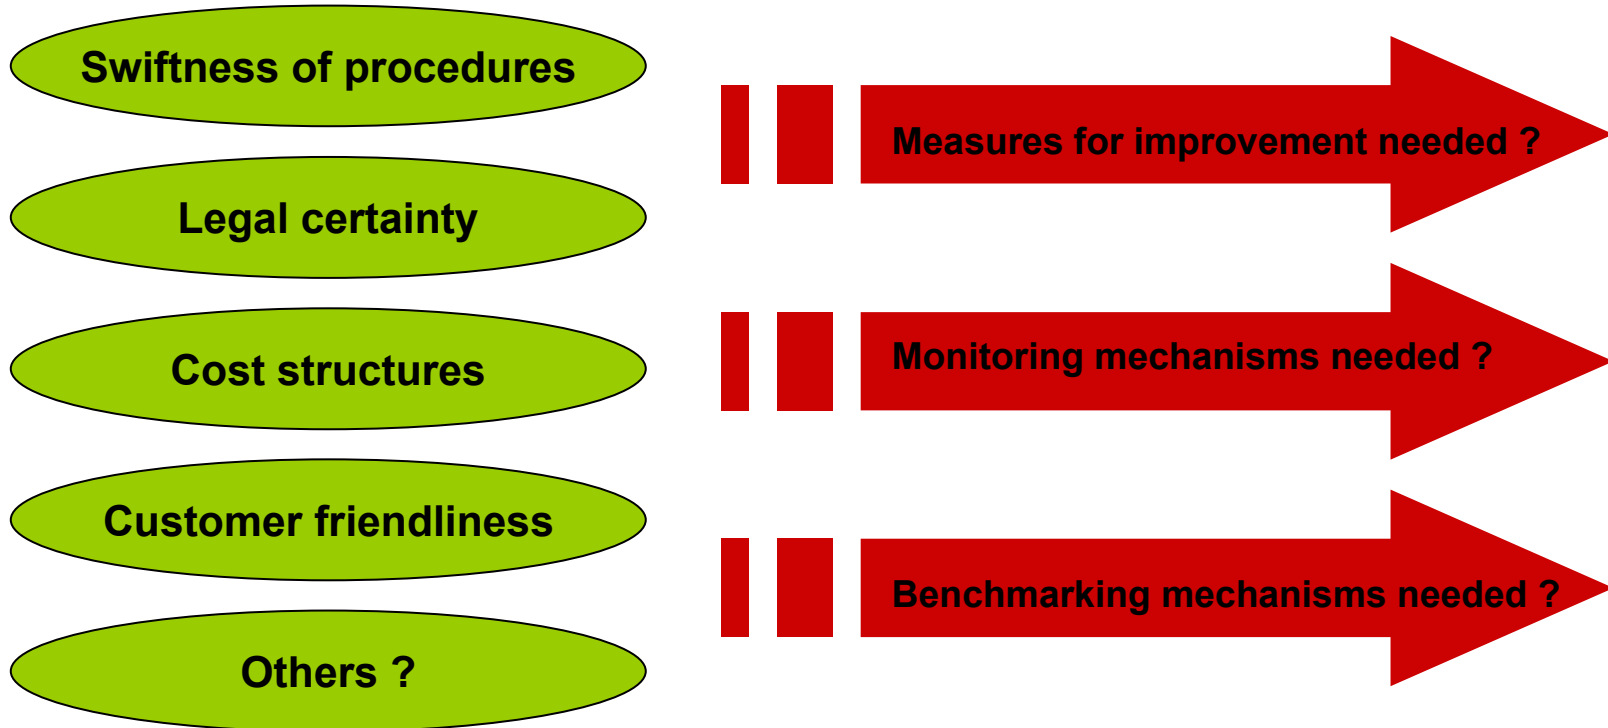 Swiftness of procedures
Legal certainty
Cost structures
Customer friendliness
Others ?
Measures for improvement needed ?
Monitoring mechanisms needed ?
Benchmarking mechanisms needed ?